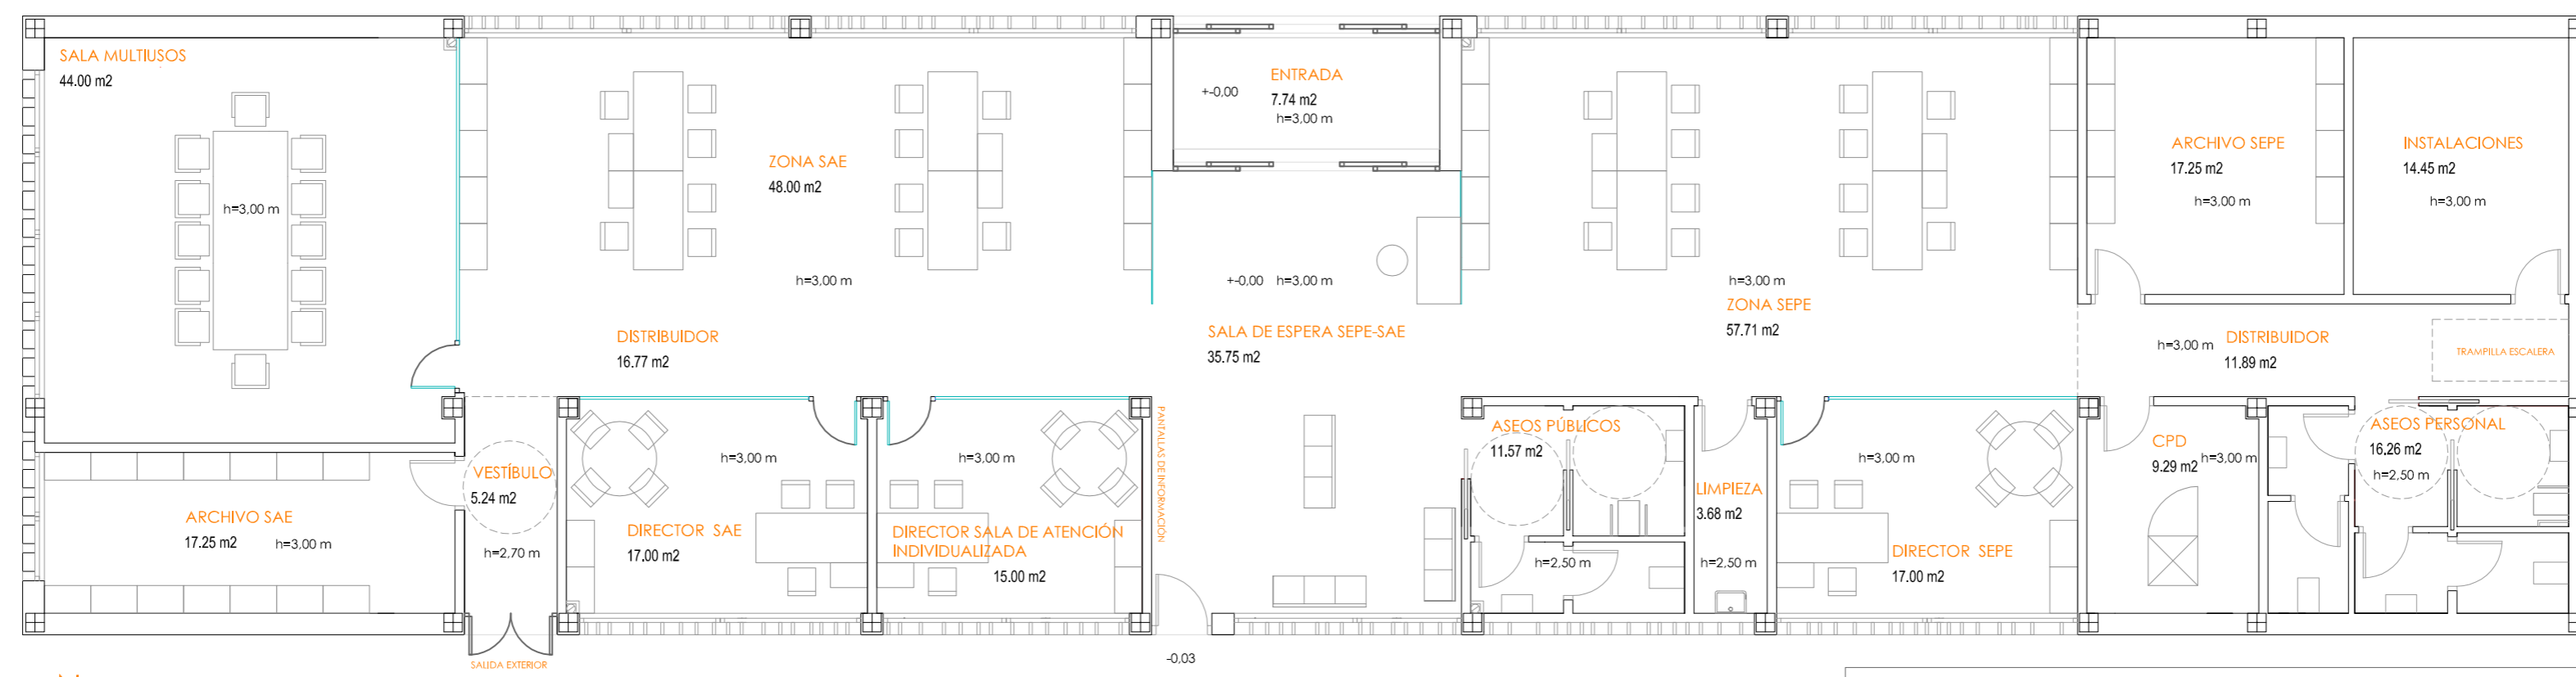 SALA MULTIUSOS
44.00 m2
h=3,00 m
ZONA SAE
48.00 m2
h=3,00 m
DISTRIBUIDOR
16.77 m2
ENTRADA
+-0,00
7.74 m2
h=3,00 m
+-0,00 h=3,00 m
SALA DE ESPERA SEPE-SAE
35.75 m2
h=3,00 m
ZONA SEPE
57.71 m2
ARCHIVO SEPE
17.25 m2
h=3,00 m
INSTALACIONES
14.45 m2
h=3,00 m
h=3,00 m
DISTRIBUIDOR
11.89 m2
TRAMPILLA ESCALERA
ARCHIVO SAE
17.25 m2
h=3,00 m
VESTÍBULO
5.24 m2
h=2,70 m
SALIDA EXTERIOR
h=3,00 m
DIRECTOR SAE
17.00 m2
h=3,00 m
DIRECTOR SALA DE ATENCIÓN
INDIVIDUALIZADA
15.00 m2
PANTALLAS DE INFORMACIÓN
-0,03
ASEOS PÚBLICOS
11.57 m2
h=2,50 m
LIMPIEZA
3.68 m2
h=2,50 m
h=3,00 m
DIRECTOR SEPE
17.00 m2
CPD
9.29 m2
h=3,00 m
ASEOS PERSONAL
16.26 m2
h=2,50 m